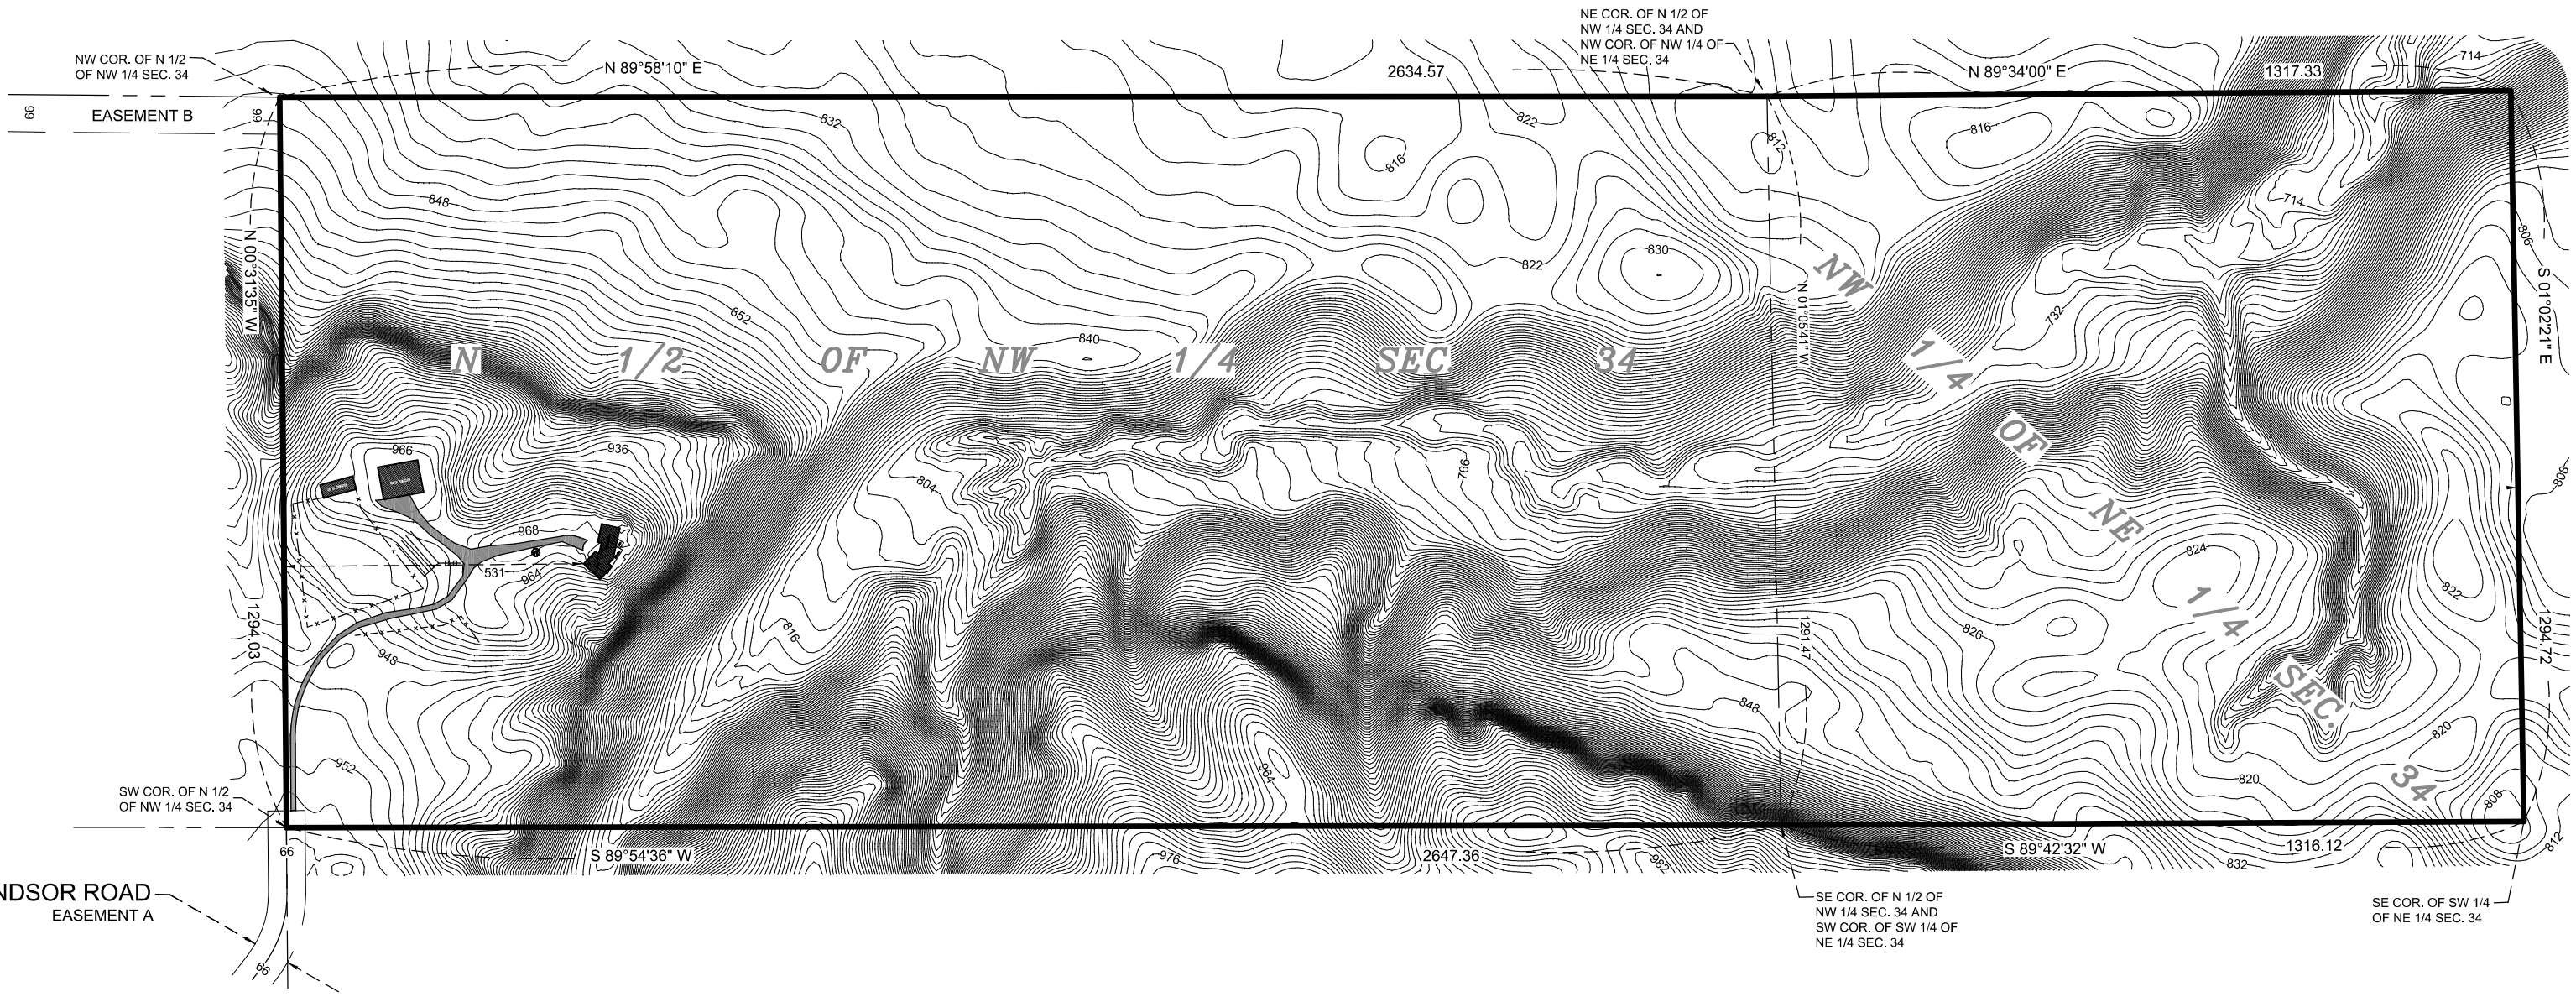 NE COR. OF N 1/2 OF
NW 1/4 SEC. 34 AND
NW COR. OF NW 1/4 OF
NE 1/4 SEC. 34
NW COR. OF N 1/2
OF NW 1/4 SEC. 34
N 89°58'10" E
2634.57
N 89°34'00" E
1317.33
714
66
EASEMENT B
66
832
822
816
812
816
848
714
806
N 00°31'35" W
830
822
S 01°02'21" E
NW
N 01°05'41" W
852
732
840
N 1/2 OF NW 1/4 SEC 34
1/4
966
936
OF
804
766
808
968
NE
531
964
824
822
1/4
1294.03
816
826
1291.47
1294.72
948
SEC.
848
820
952
964
820
34
808
SW COR. OF N 1/2
OF NW 1/4 SEC. 34
812
66
S 89°54'36" W
976
2647.36
982
S 89°42'32" W
1316.12
832
NDSOR ROAD
EASEMENT A
66
SE COR. OF N 1/2 OF
NW 1/4 SEC. 34 AND
SW COR. OF SW 1/4 OF
NE 1/4 SEC. 34
SE COR. OF SW 1/4
OF NE 1/4 SEC. 34